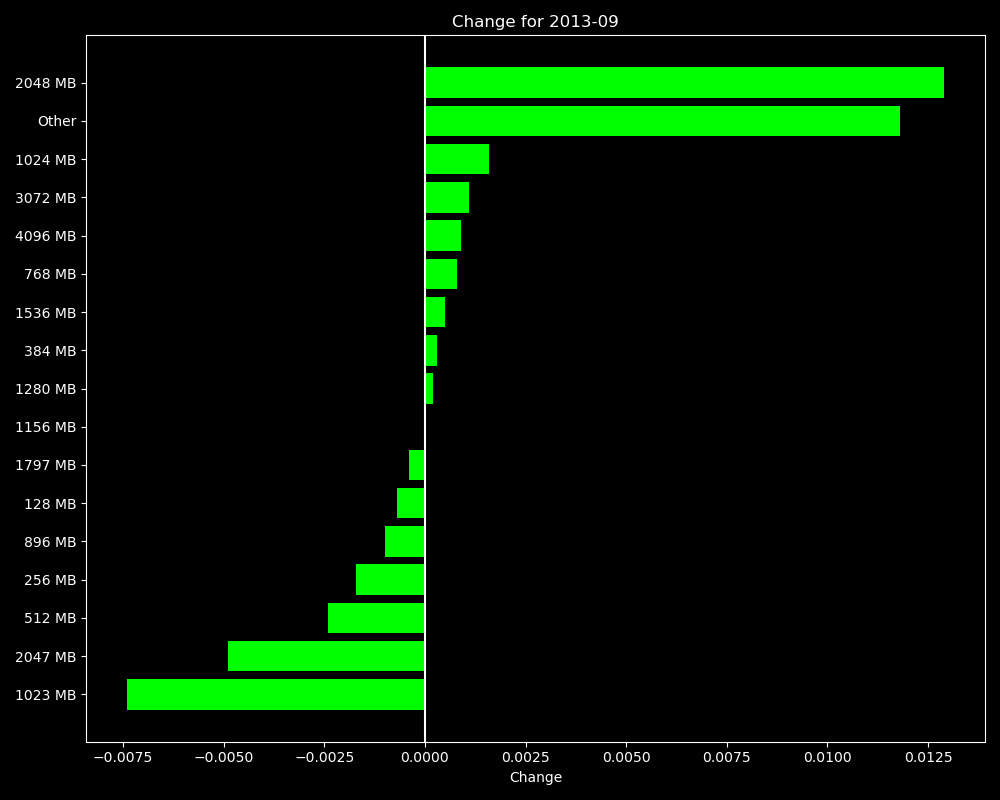 Change for 2013-09
2048 MB
Other
1024 MB
3072 MB
4096 MB
768 MB
1536 MB
384 MB
1280 MB
1156 MB
1797 MB
128 MB
896 MB
256 MB
512 MB
2047 MB
1023 MB
−0.0075 −0.0050 −0.0025 0.0000 0.0025 0.0050 0.0075 0.0100 0.0125
Change